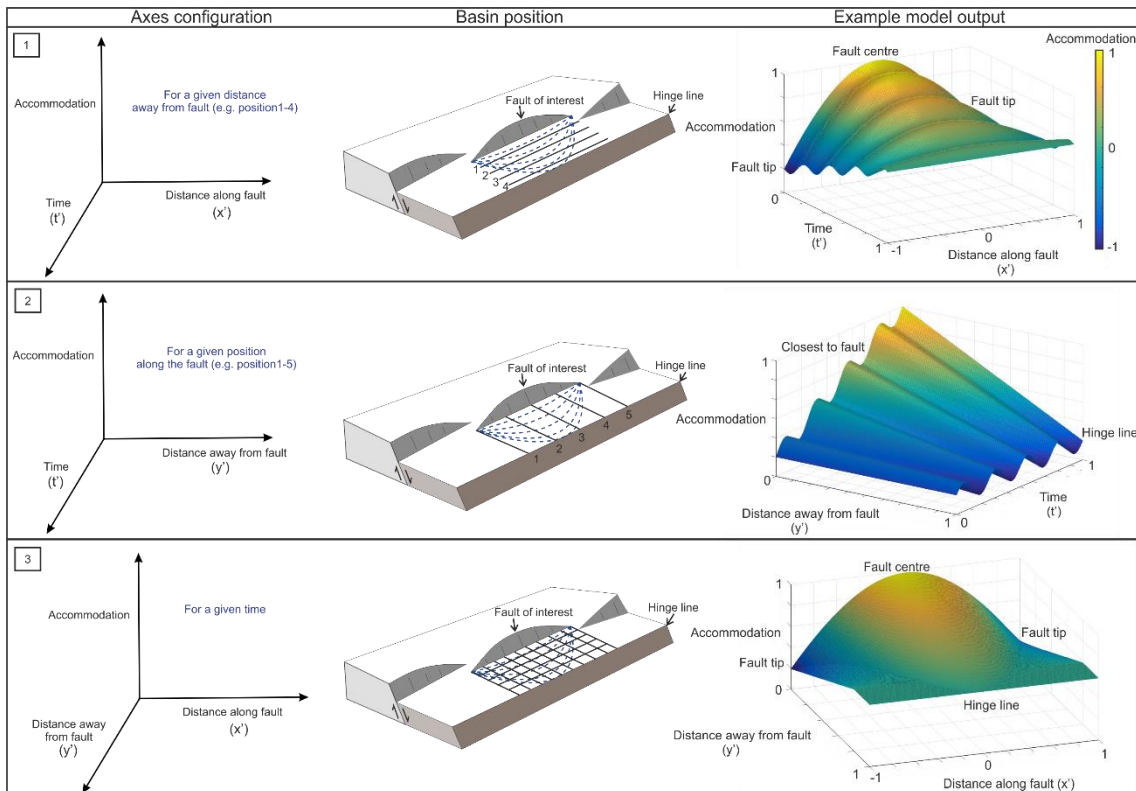 Axes configuration
Basin position
Example model output
1
Accommodation
For a given distance
away from fault (e.g. position1-4)
Time
(t')
Distance along fault
(x')
Fault of interest
Hinge line
1
2
3
4
Fault centre
Accommodation
1
0
-1
1
Accommodation
Fault tip
Fault tip
0
Time
(t')
1
-1
0
1
Distance along fault
(x')
2
Accommodation
For a given position
along the fault (e.g. position1-5)
Time
(t')
Distance away from fault
(y')
Fault of interest
Hinge line
1
2
3
4
5
1
Closest to fault
Accommodation
Hinge line
0
1
Time
(t')
Distance away from fault
(y')
1
0
3
Accommodation
For a given time
Distance away
from fault
(y')
Distance along fault
(x')
Fault of interest
Hinge line
Fault centre
1
Accommodation
Fault tip
Fault tip
0
Hinge line
Distance away from fault
(y')
1
-1
0
1
Distance along fault (x')